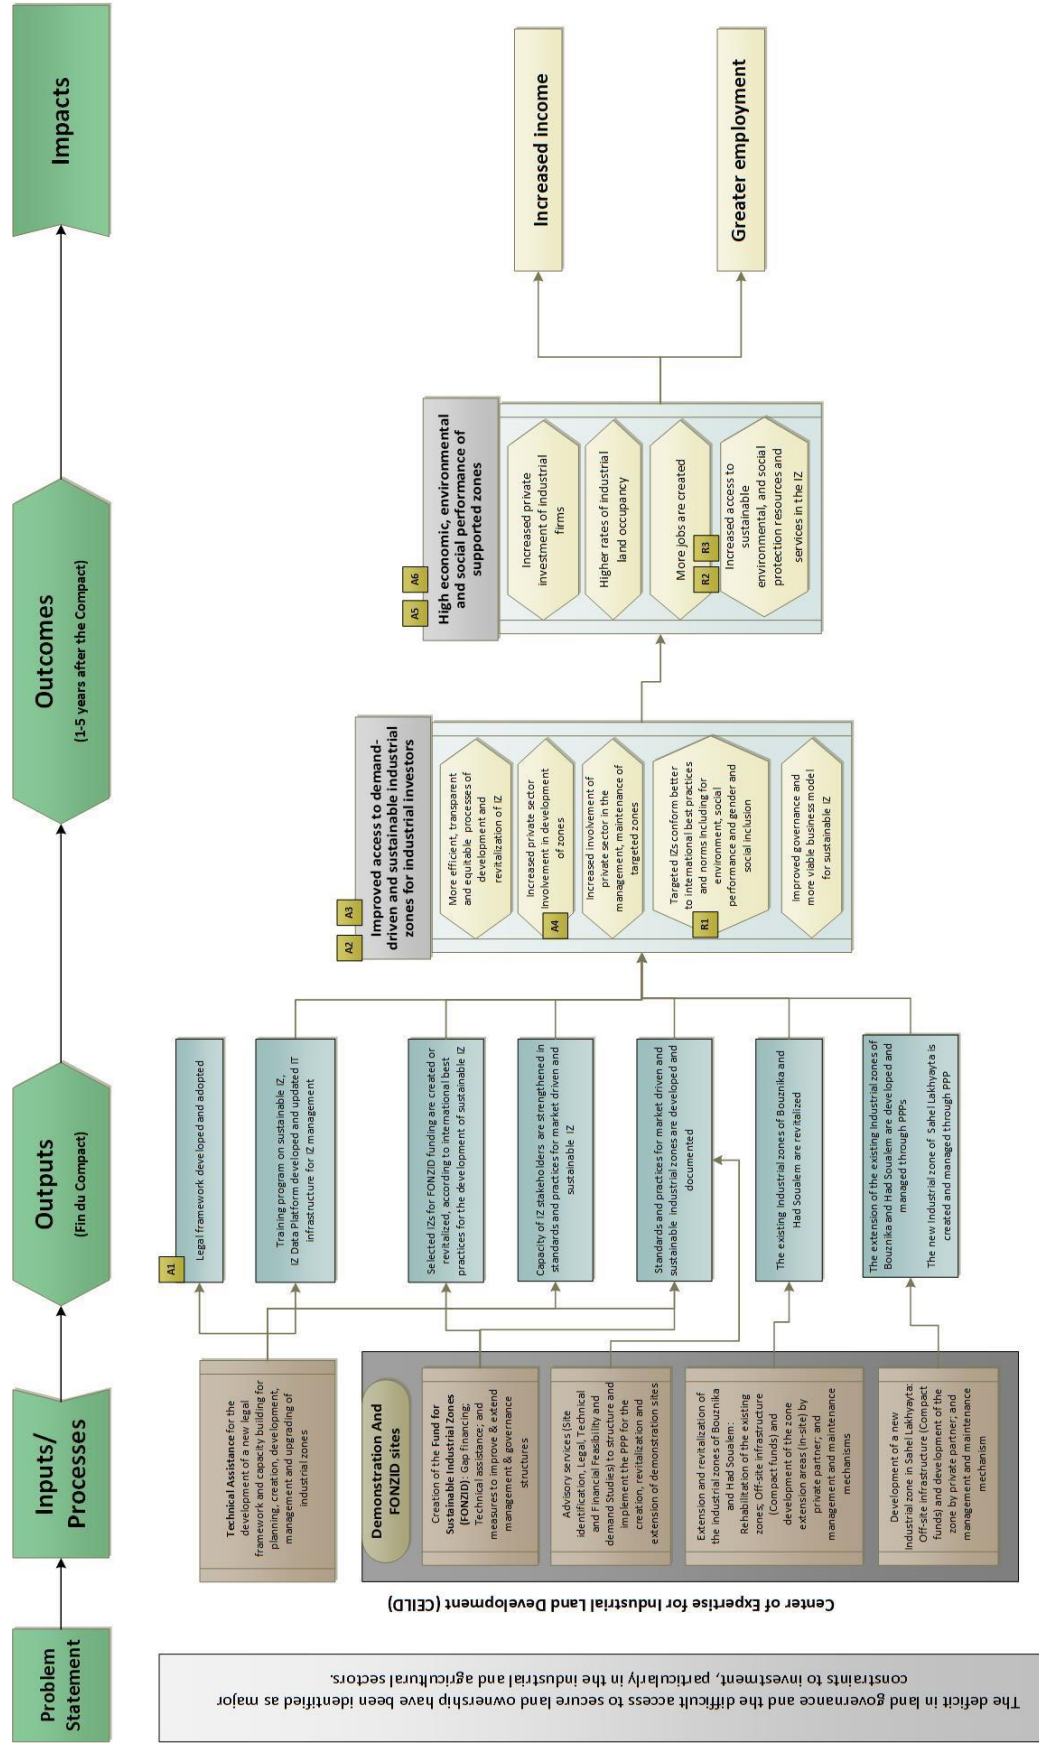 Problem
Statement
Inputs/
Processes
Outputs
(Fin du Compact)
Outcomes
(1-5 years after the Compact)
Impacts
The deficit in land governance and the difficult access to secure land ownership have been identified as major
constraints to investment, particularly in the industrial and agricultural sectors.
Center of Expertise for Industrial Land Development (CEILD)
Technical Assistance for the
development of a new legal
framework and capacity building for
planning, creation, development,
management and upgrading of
industrial zones
Demonstration And
FONZID sites
Creation of the Fund for
Sustainable Industrial Zones
(FONZID) : Gap financing;
Technical assistance; and
measures to improve & extend
management & governance
structures
Advisory services (Site
identification, Legal, Technical
and Financial Feasibility and
demand Studies) to structure and
implement the PPP for the
creation, revitalization and
extension of demonstration sites
Extension and revitalization of
the industrial zones of Bouznika
and Had Soualem:
Rehabilitation of the existing
zones; Off-site infrastructure
(Compact funds) and
development of the zone
extension areas (in-site) by
private partner; and
management and maintenance
mechanisms
Development of a new
Industrial zone in Sahel Lakhyayta:
Off-site infrastructure (Compact
funds) and development of the
zone by private partner; and
management and maintenance
mechanism
A1
Legal framework developed and adopted
Training program on sustainable IZ,
IZ Data Platform developed and updated IT
infrastructure for IZ management
Selected IZs for FONZID funding are created or
revitalized, according to international best
practices for the development of sustainable IZ
Capacity of IZ stakeholders are strengthened in
standards and practices for market driven and
sustainable IZ
Standards and practices for market driven and
sustainable industrial zones are developed and
documented
The existing Industrial zones of Bouznika and
Had Soualem are revitalized
The extension of the existing Industrial zones of
Bouznika and Had Soualem are developed and
managed through PPPs
The new Industrial zone of Sahel Lakhyayta is
created and managed through PPP
A2
A3
Improved access to demand-
driven and sustainable industrial
zones for industrial investors
More efficient, transparent
and equitable processes of
development and
revitalization of IZ
Increased private sector
Involvement in development
of zones
A4
Increased involvement of
private sector in the
management, maintenance of
targeted zones
Targeted IZs conform better
to international best practices
and norms including for
environment, social
performance and gender and
social inclusion
R1
Improved governance and
more viable business model
for sustainable IZ
A5
A6
High economic, environmental
and social performance of
supported zones
Increased private
investment of industrial
firms
Higher rates of industrial
land occupancy
More jobs are created
R2
R3
Increased access to
sustainable
environmental, and social
protection resources and
services in the IZ
Increased income
Greater employment